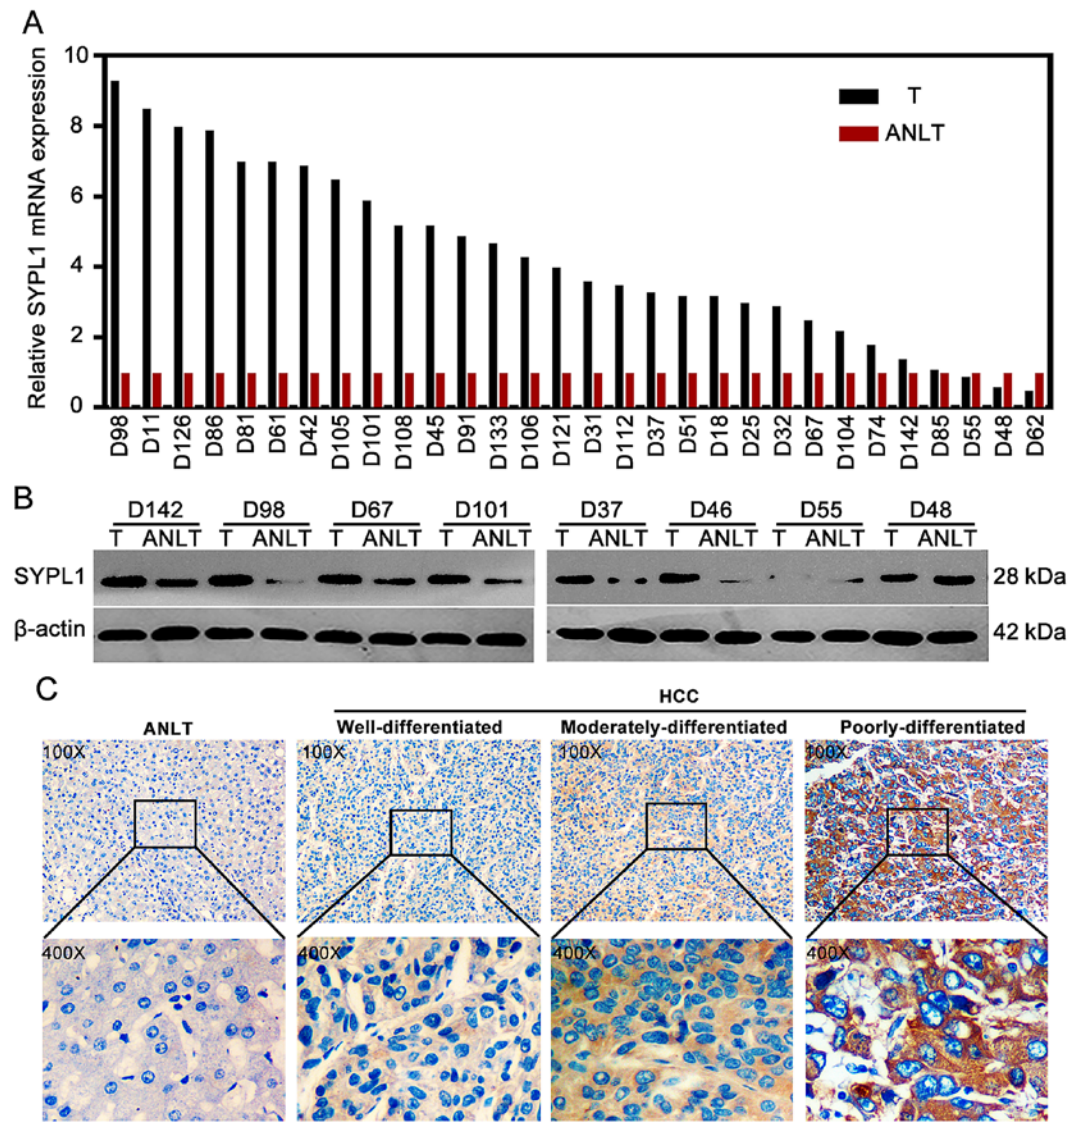 A
Relative SYPL1 mRNA expression
10
8
6
4
2
0
T
ANLT
D98 D11 D126 D86 D81 D61 D42 D105 D101 D108 D45 D91 D133 D106 D121 D31 D112 D37 D51 D18 D25 D32 D67 D104 D74 D142 D85 D55 D48 D62
B
D142 D98 D67 D101 D37 D46 D55 D48
T ANLT T ANLT T ANLT T ANLT T ANLT T ANLT T ANLT T ANLT
SYPL1 28 kDa
β-actin 42 kDa
C
HCC
ANLT Well-differentiated Moderately-differentiated Poorly-differentiated
100X 100X 100X 100X
400X 400X 400X 400X